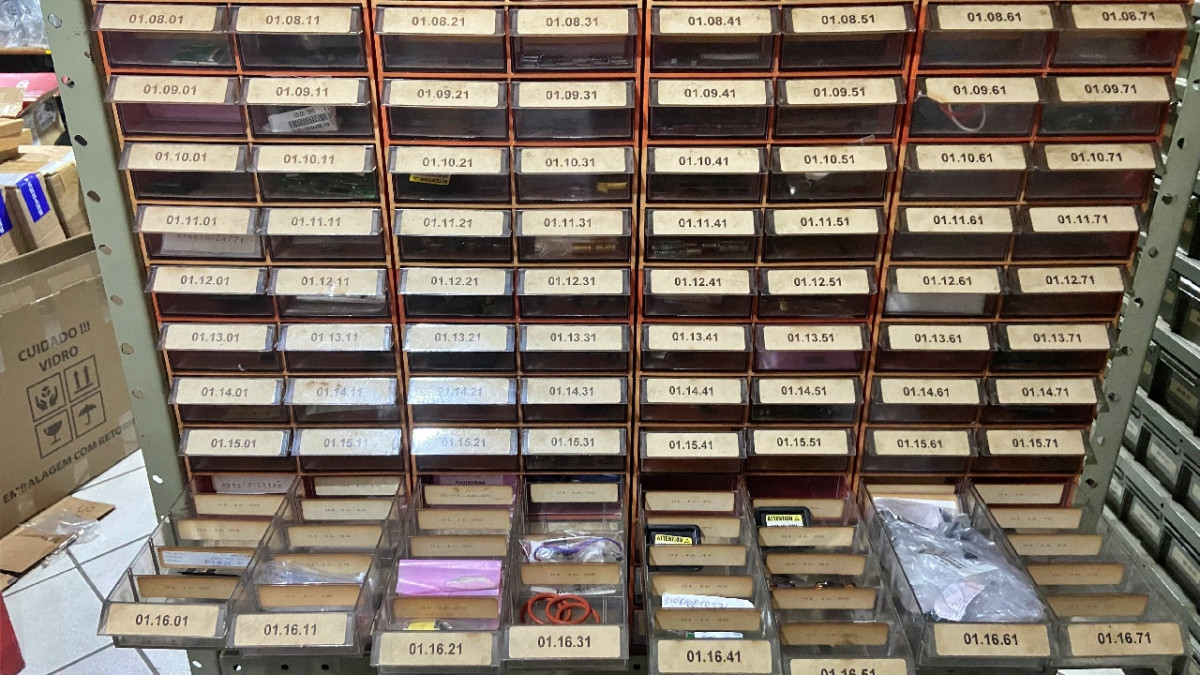 01.08.01 01.08.11 01.08.21 01.08.31 01.08.41 01.08.51 01.08.61 01.08.71
01.09.01 01.09.11 01.09.21 01.09.31 01.09.41 01.09.51 01.09.61 01.09.71
01.10.01 01.10.11 01.10.21 01.10.31 01.10.41 01.10.51 01.10.61 01.10.71
01.11.01 01.11.11 01.11.21 01.11.31 01.11.41 01.11.51 01.11.61 01.11.71
01.12.01 01.12.11 01.12.21 01.12.31 01.12.41 01.12.51 01.12.61 01.12.71
01.13.01 01.13.11 01.13.21 01.13.31 01.13.41 01.13.51 01.13.61 01.13.71
CUIDADO !!!
VIDRO
01.14.01 01.14.11 01.14.21 01.14.31 01.14.41 01.14.51 01.14.61 01.14.71
01.15.01 01.15.11 01.15.21 01.15.31 01.15.41 01.15.51 01.15.61 01.15.71
EMBALAGEM COM
ATTENTION
ATTENTION
01.16.01 01.16.11 01.16.21 01.16.31 01.16.41 01.16.51 01.16.61 01.16.71